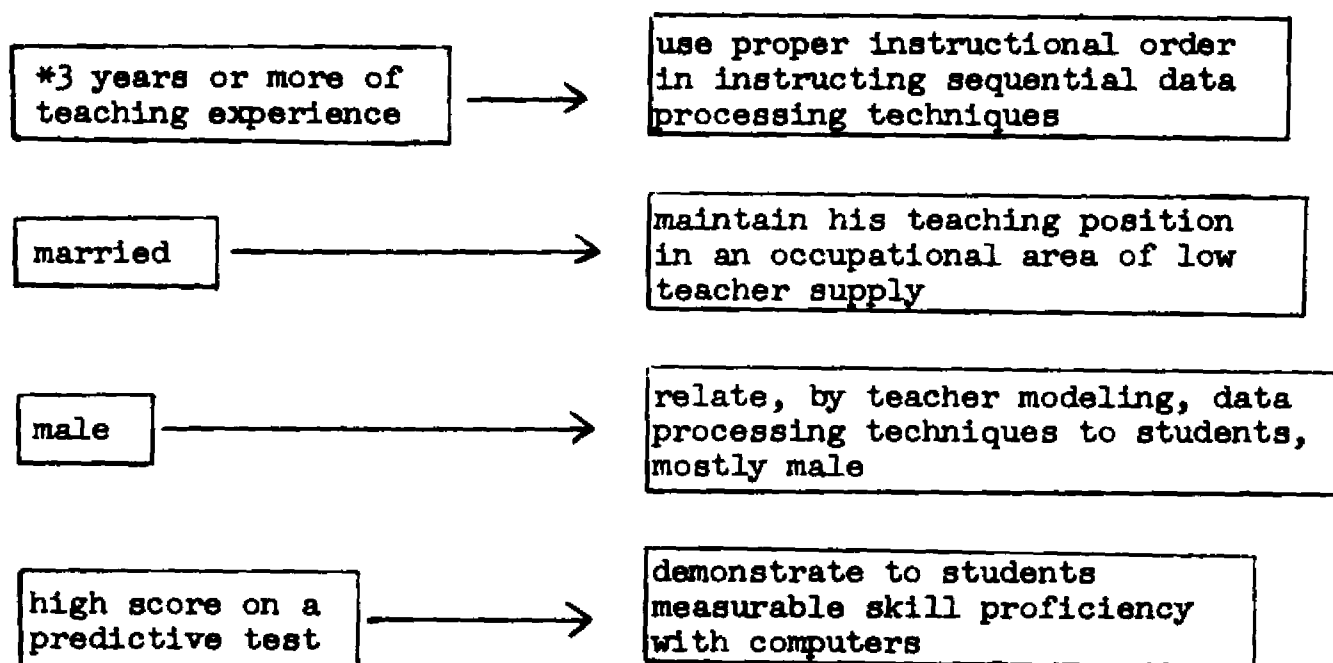 *3 years or more of
teaching experience
use proper instructional order
in instructing sequential data
processing techniques
married
maintain his teaching position
in an occupational area of low
teacher supply
male
relate, by teacher modeling, data
processing techniques to students,
mostly male
high score on a
predictive test
demonstrate to students
measurable skill proficiency
with computers